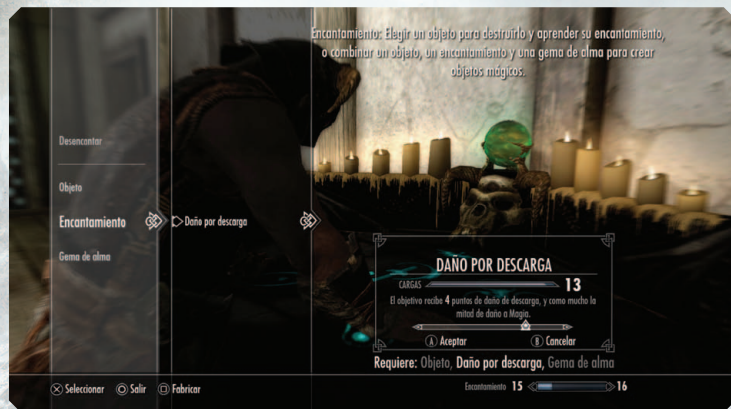 Encantamiento: Elegir un objeto para destruirlo y aprender su encantamiento,
o combinar un objeto, un encantamiento y una gema de alma para crear
objetos mágicos.
Desencantar
Objeto
Encantamiento
Daño por descarga
Gema de alma
DAÑO POR DESCARGA
CARGAS 13
El objetivo recibe 4 puntos de daño de descarga, y como mucho la
mitad de daño a Magia.
A Aceptar B Cancelar
Requiere: Objeto, Daño por descarga, Gema de alma
Seleccionar Salir Fabricar
Encantamiento 15 16